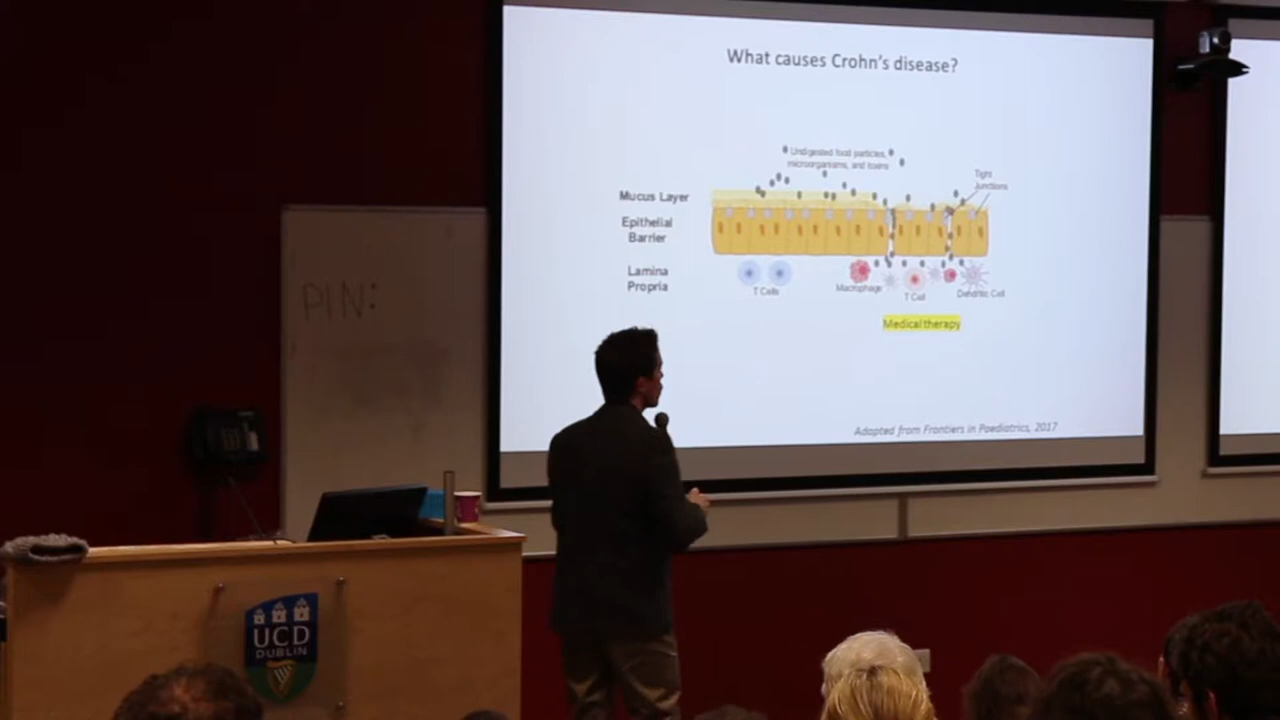 What causes Crohn's disease?
Undigested food particles,
microorganisms, and toxins
Tight
Junctions
Mucus Layer
Epithelial
Barrier
Lamina
Propria
T Cells
Macrophage
T Cell
Dendritic Cell
Medical therapy
Adapted from Frontiers in Paediatrics, 2017
PIN:
UCD
DUBLIN